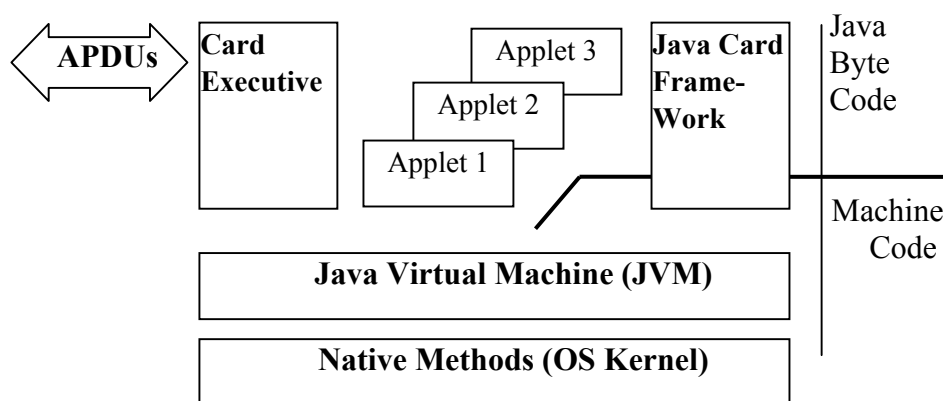 APDUs
Card
Executive
Applet 3
Applet 2
Applet 1
Java Card
Frame-
Work
Java
Byte
Code
Machine
Code
Java Virtual Machine (JVM)
Native Methods (OS Kernel)